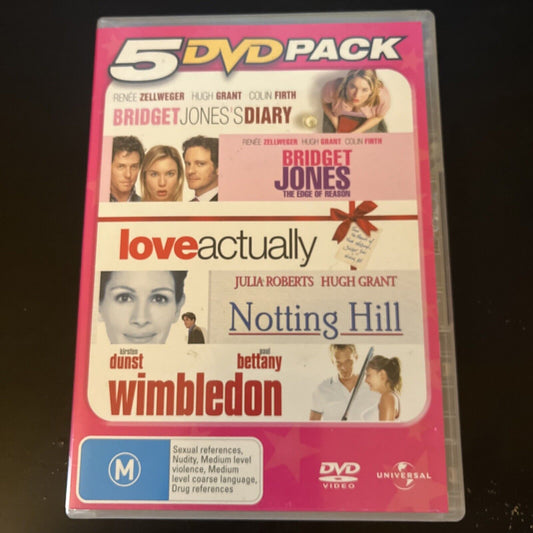 5 DVD PACK
RENÉE ZELLWEGER HUGH GRANT COLIN FIRTH
BRIDGET JONES'S DIARY
RENÉE ZELLWEGER HUGH GRANT COLIN FIRTH
BRIDGET
JONES
THE EDGE OF REASON
love actually
JULIA ROBERTS HUGH GRANT
Notting Hill
kirsten dunst
paul bettany
wimbledon
M
Sexual references,
Nudity, Medium level
violence, Medium
level coarse language,
Drug references
DVD
VIDEO
UNIVERSAL